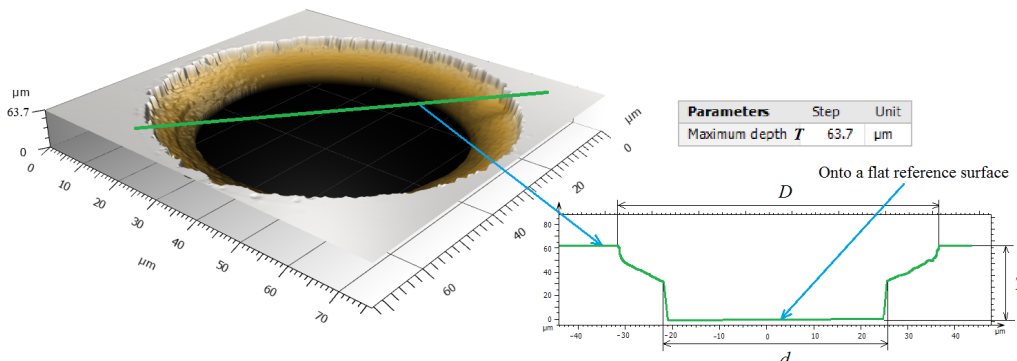 µm
63.7
0
0
10
20
30
40
50
60
70
µm
µm
0
20
40
60
Parameters Step Unit
Maximum depth T 63.7 µm
Onto a flat reference surface
D
80
60
40
20
0
µm
-40 -30 -20 -10 0 10 20 30 40
µm
d